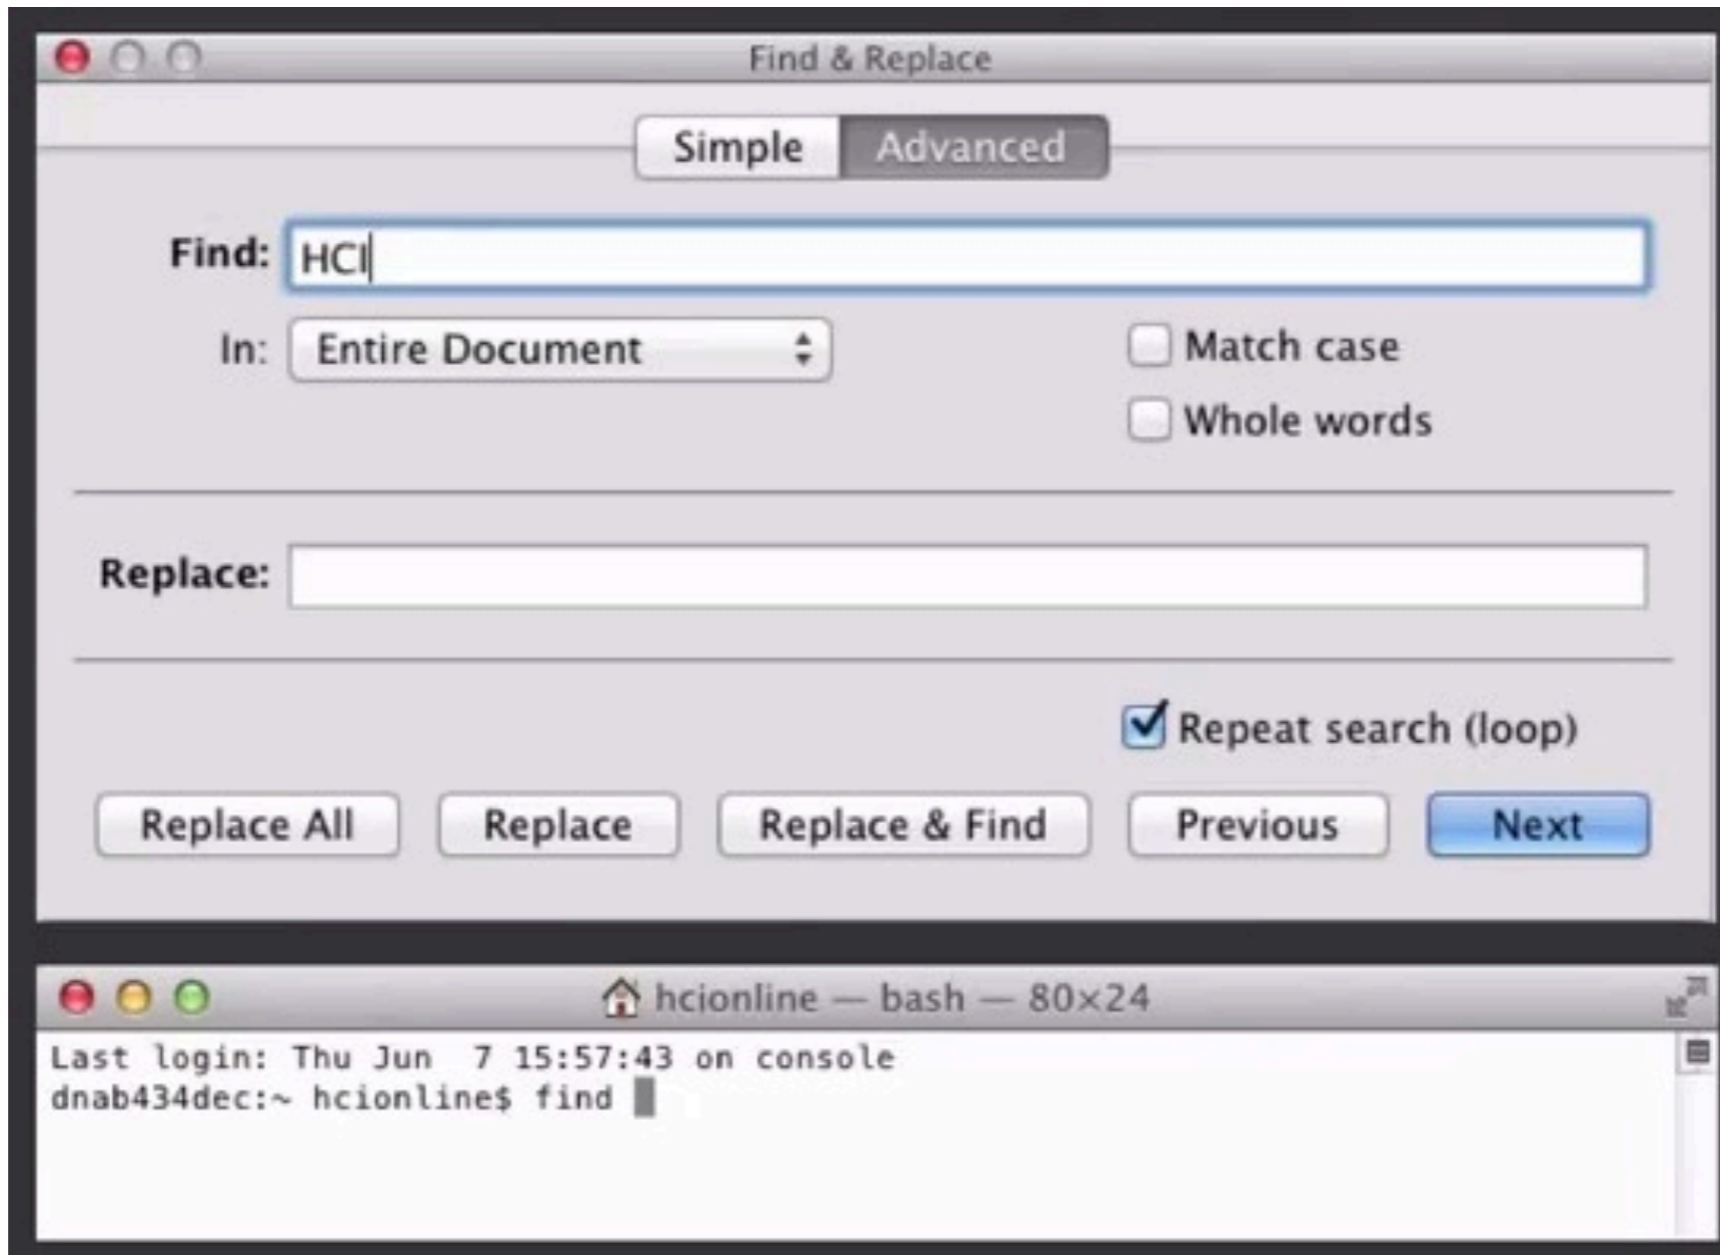 Find & Replace
Simple Advanced
Find: HCI
In: Entire Document
Match case
Whole words
Replace:
Repeat search (loop)
Replace All Replace Replace & Find Previous Next
hcionline — bash — 80×24
Last login: Thu Jun  7 15:57:43 on console
dnab434dec:~ hcionline$ find